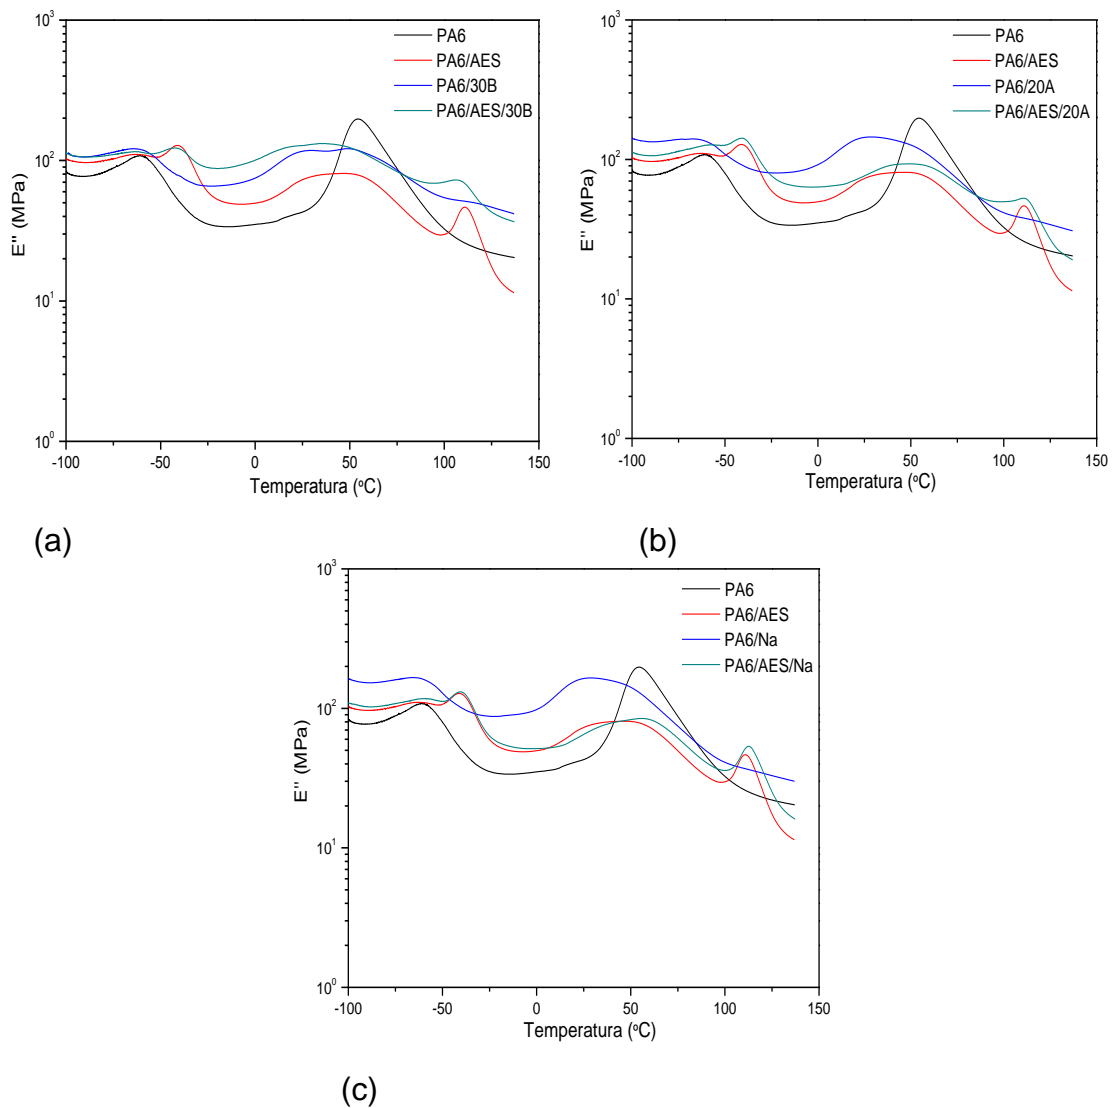 10³
10²
10¹
10⁰
E'' (MPa)
PA6
PA6/AES
PA6/30B
PA6/AES/30B
-100 -50 0 50 100 150
Temperatura (ºC)
(a)
10³
10²
10¹
10⁰
E'' (MPa)
PA6
PA6/AES
PA6/20A
PA6/AES/20A
-100 -50 0 50 100 150
Temperatura (ºC)
(b)
10³
10²
10¹
10⁰
E'' (MPa)
PA6
PA6/AES
PA6/Na
PA6/AES/Na
-100 -50 0 50 100 150
Temperatura (ºC)
(c)